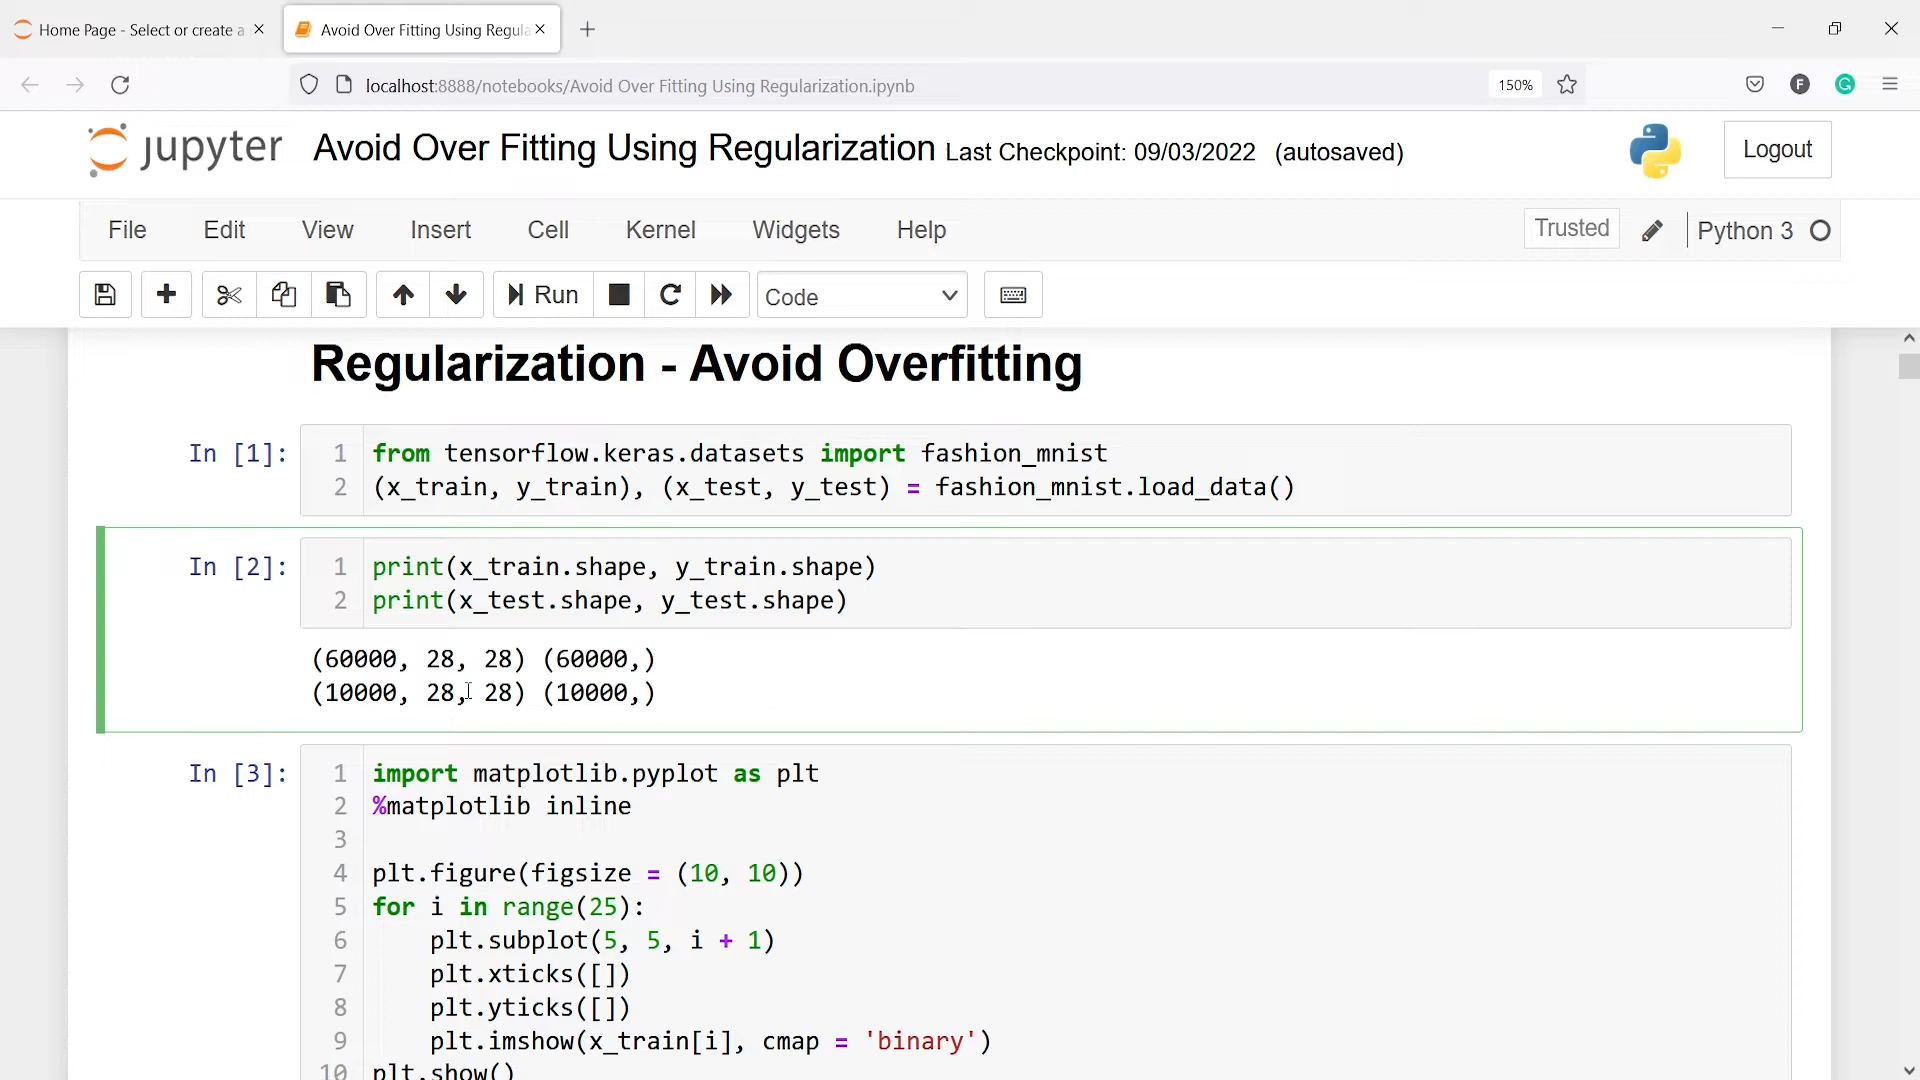 Home Page - Select or create a
Avoid Over Fitting Using Regula
localhost:8888/notebooks/Avoid Over Fitting Using Regularization.ipynb
150%
F
G
jupyter
Avoid Over Fitting Using Regularization Last Checkpoint: 09/03/2022 (autosaved)
Logout
File Edit View Insert Cell Kernel Widgets Help
Trusted
Python 3
Run
Code
Regularization - Avoid Overfitting
In [1]:
1 from tensorflow.keras.datasets import fashion_mnist
2 (x_train, y_train), (x_test, y_test) = fashion_mnist.load_data()
In [2]:
1 print(x_train.shape, y_train.shape)
2 print(x_test.shape, y_test.shape)
(60000, 28, 28) (60000,)
(10000, 28, 28) (10000,)
In [3]:
1 import matplotlib.pyplot as plt
2 %matplotlib inline
3
4 plt.figure(figsize = (10, 10))
5 for i in range(25):
6     plt.subplot(5, 5, i + 1)
7     plt.xticks([])
8     plt.yticks([])
9     plt.imshow(x_train[i], cmap = 'binary')
10 plt.show()